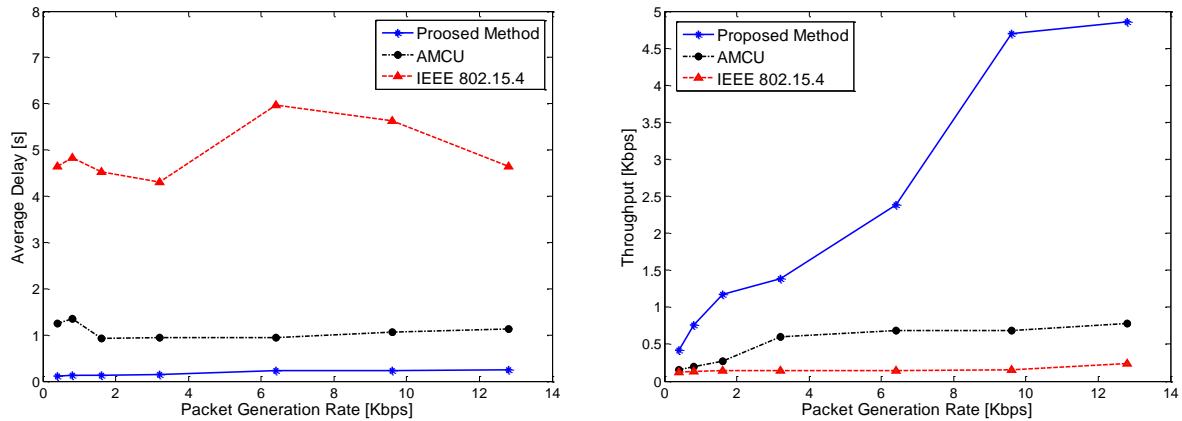 8
7
6
5
4
3
2
1
0
Average Delay [s]
Proosed Method
AMCU
IEEE 802.15.4
0 2 4 6 8 10 12 14
Packet Generation Rate [Kbps]
5
4.5
4
3.5
3
2.5
2
1.5
1
0.5
0
Throughput [Kbps]
Proposed Method
AMCU
IEEE 802.15.4
0 2 4 6 8 10 12 14
Packet Generation Rate [Kbps]